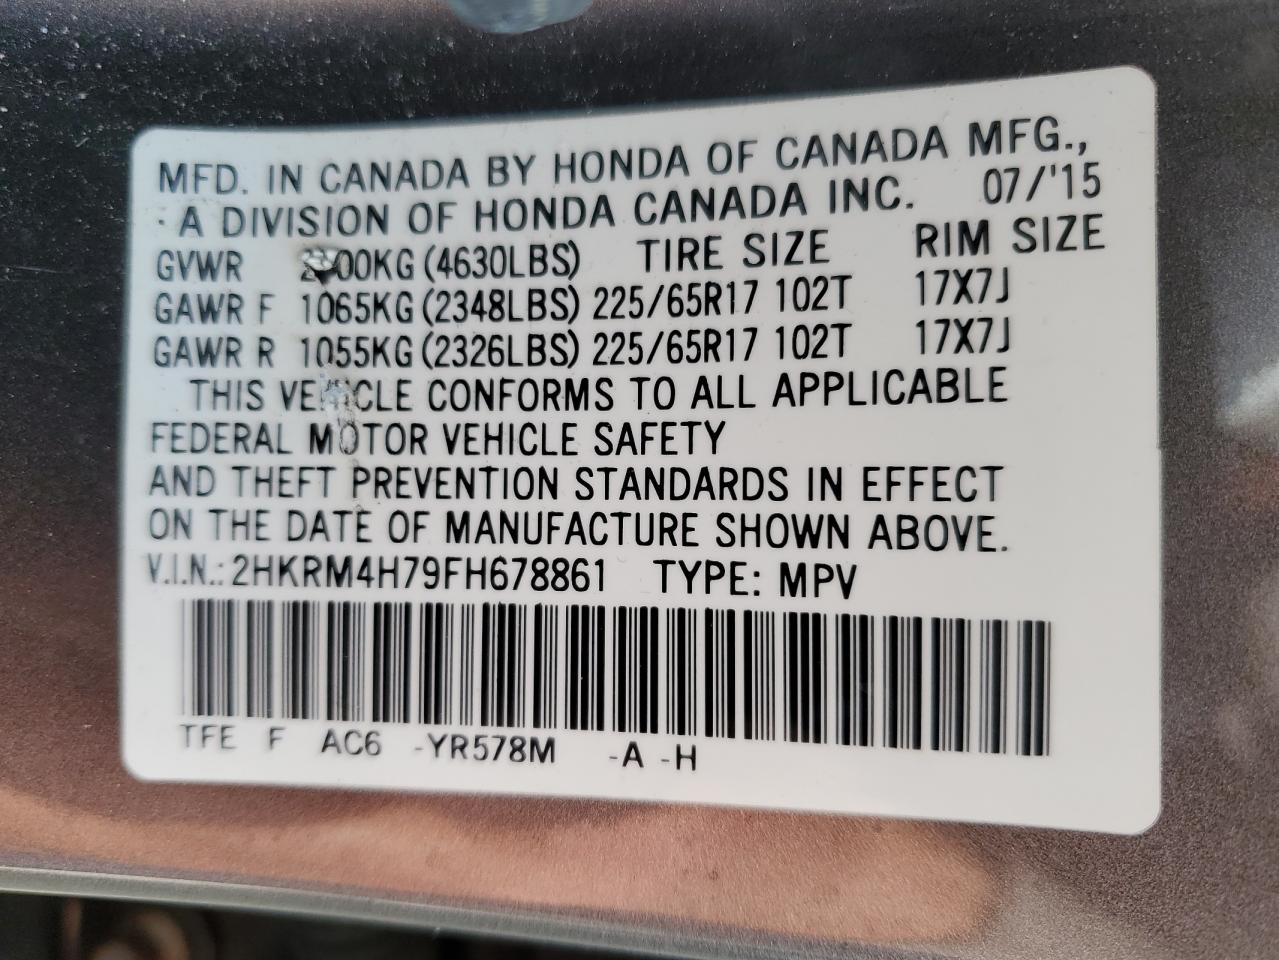 MFD. IN CANADA BY HONDA OF CANADA MFG.,
· A DIVISION OF HONDA CANADA INC. 07/'15
GVWR (4630LBS) TIRE SIZE RIM SIZE
GAWR F 1065KG (2348LBS) 225/65R17 102T 17X7J
GAWR R 1055KG (2326LBS) 225/65R17 102T 17X7J
THIS VEHICLE CONFORMS TO ALL APPLICABLE
FEDERAL MOTOR VEHICLE SAFETY
AND THEFT PREVENTION STANDARDS IN EFFECT
ON THE DATE OF MANUFACTURE SHOWN ABOVE.
V.I.N.: 2HKRM4H79FH678861 TYPE: MPV
TFE F AC6 -YR578M -A -H